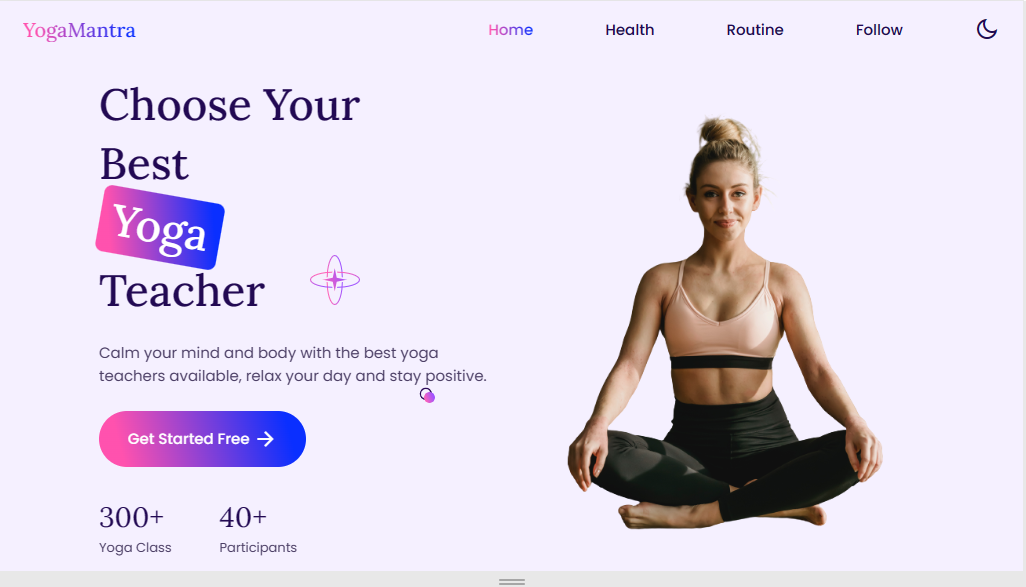 YogaMantra
Home
Health
Routine
Follow
Choose Your
Best
Yoga
Teacher
Calm your mind and body with the best yoga
teachers available, relax your day and stay positive.
Get Started Free
300+
40+
Yoga Class
Participants